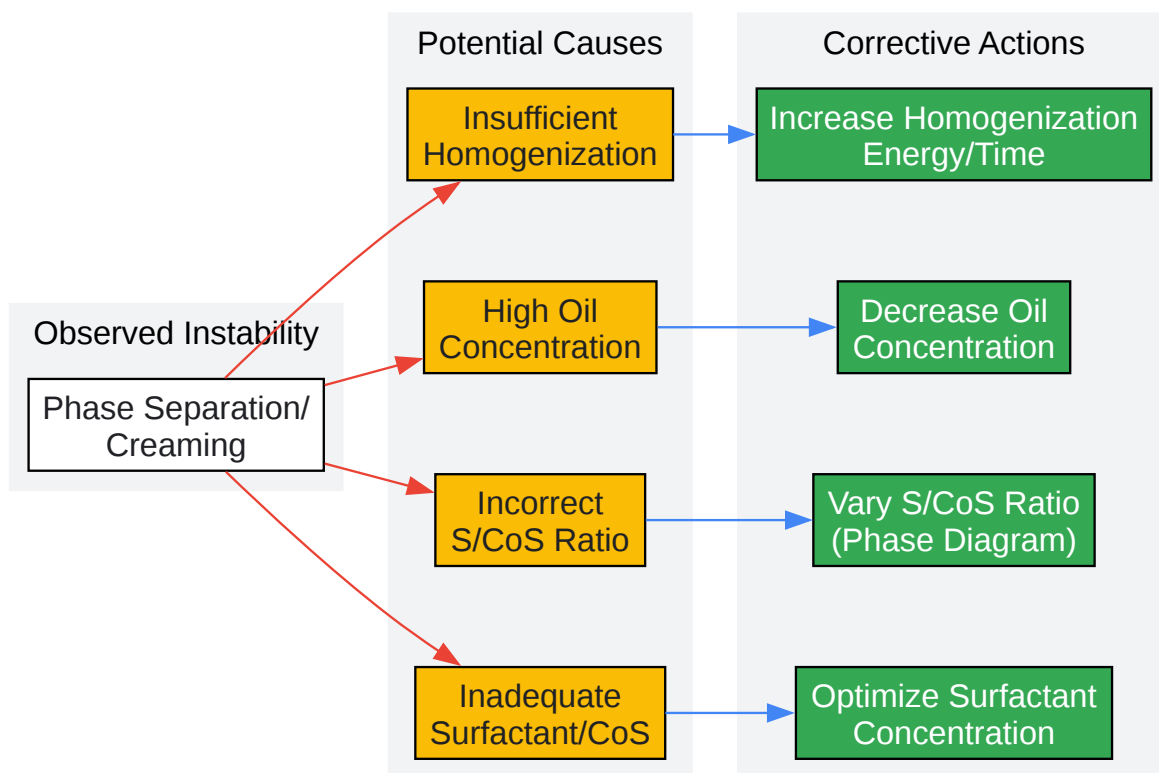 Potential Causes
Corrective Actions
Insufficient
Homogenization
Increase Homogenization
Energy/Time
High Oil
Concentration
Decrease Oil
Concentration
Observed Instability
Phase Separation/
Creaming
Incorrect
S/CoS Ratio
Vary S/CoS Ratio
(Phase Diagram)
Inadequate
Surfactant/CoS
Optimize Surfactant
Concentration